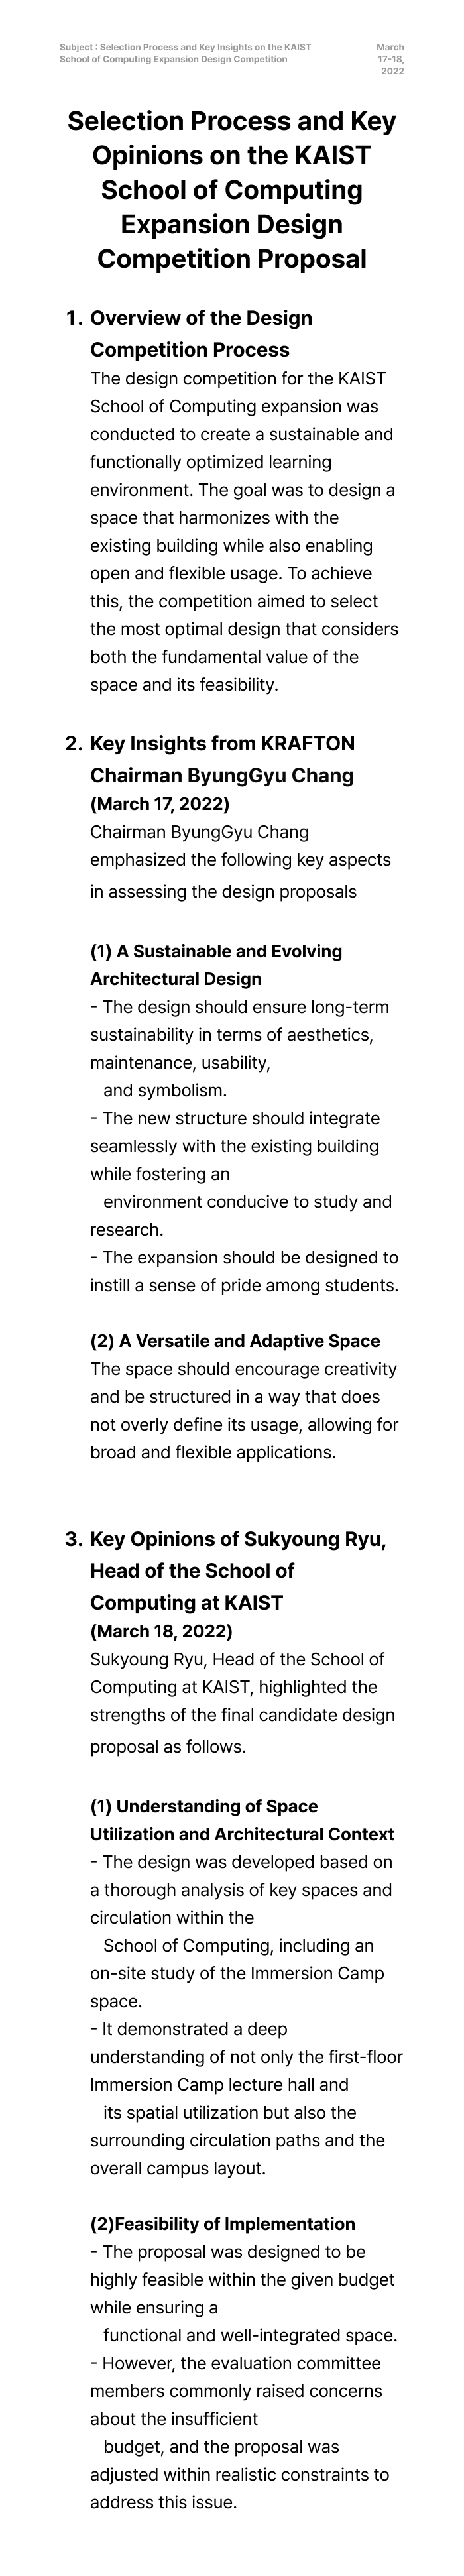 Subject : Selection Process and Key Insights on the KAIST
School of Computing Expansion Design Competition
March
17-18,
2022
Selection Process and Key
Opinions on the KAIST
School of Computing
Expansion Design
Competition Proposal
1. Overview of the Design
Competition Process
The design competition for the KAIST
School of Computing expansion was
conducted to create a sustainable and
functionally optimized learning
environment. The goal was to design a
space that harmonizes with the
existing building while also enabling
open and flexible usage. To achieve
this, the competition aimed to select
the most optimal design that considers
both the fundamental value of the
space and its feasibility.
2. Key Insights from KRAFTON
Chairman ByungGyu Chang
(March 17, 2022)
Chairman ByungGyu Chang
emphasized the following key aspects
in assessing the design proposals
(1) A Sustainable and Evolving
Architectural Design
- The design should ensure long-term
sustainability in terms of aesthetics,
maintenance, usability,
and symbolism.
- The new structure should integrate
seamlessly with the existing building
while fostering an
environment conducive to study and
research.
- The expansion should be designed to
instill a sense of pride among students.
(2) A Versatile and Adaptive Space
The space should encourage creativity
and be structured in a way that does
not overly define its usage, allowing for
broad and flexible applications.
3. Key Opinions of Sukyoung Ryu,
Head of the School of
Computing at KAIST
(March 18, 2022)
Sukyoung Ryu, Head of the School of
Computing at KAIST, highlighted the
strengths of the final candidate design
proposal as follows.
(1) Understanding of Space
Utilization and Architectural Context
- The design was developed based on
a thorough analysis of key spaces and
circulation within the
School of Computing, including an
on-site study of the Immersion Camp
space.
- It demonstrated a deep
understanding of not only the first-floor
Immersion Camp lecture hall and
its spatial utilization but also the
surrounding circulation paths and the
overall campus layout.
(2)Feasibility of Implementation
- The proposal was designed to be
highly feasible within the given budget
while ensuring a
functional and well-integrated space.
- However, the evaluation committee
members commonly raised concerns
about the insufficient
budget, and the proposal was
adjusted within realistic constraints to
address this issue.